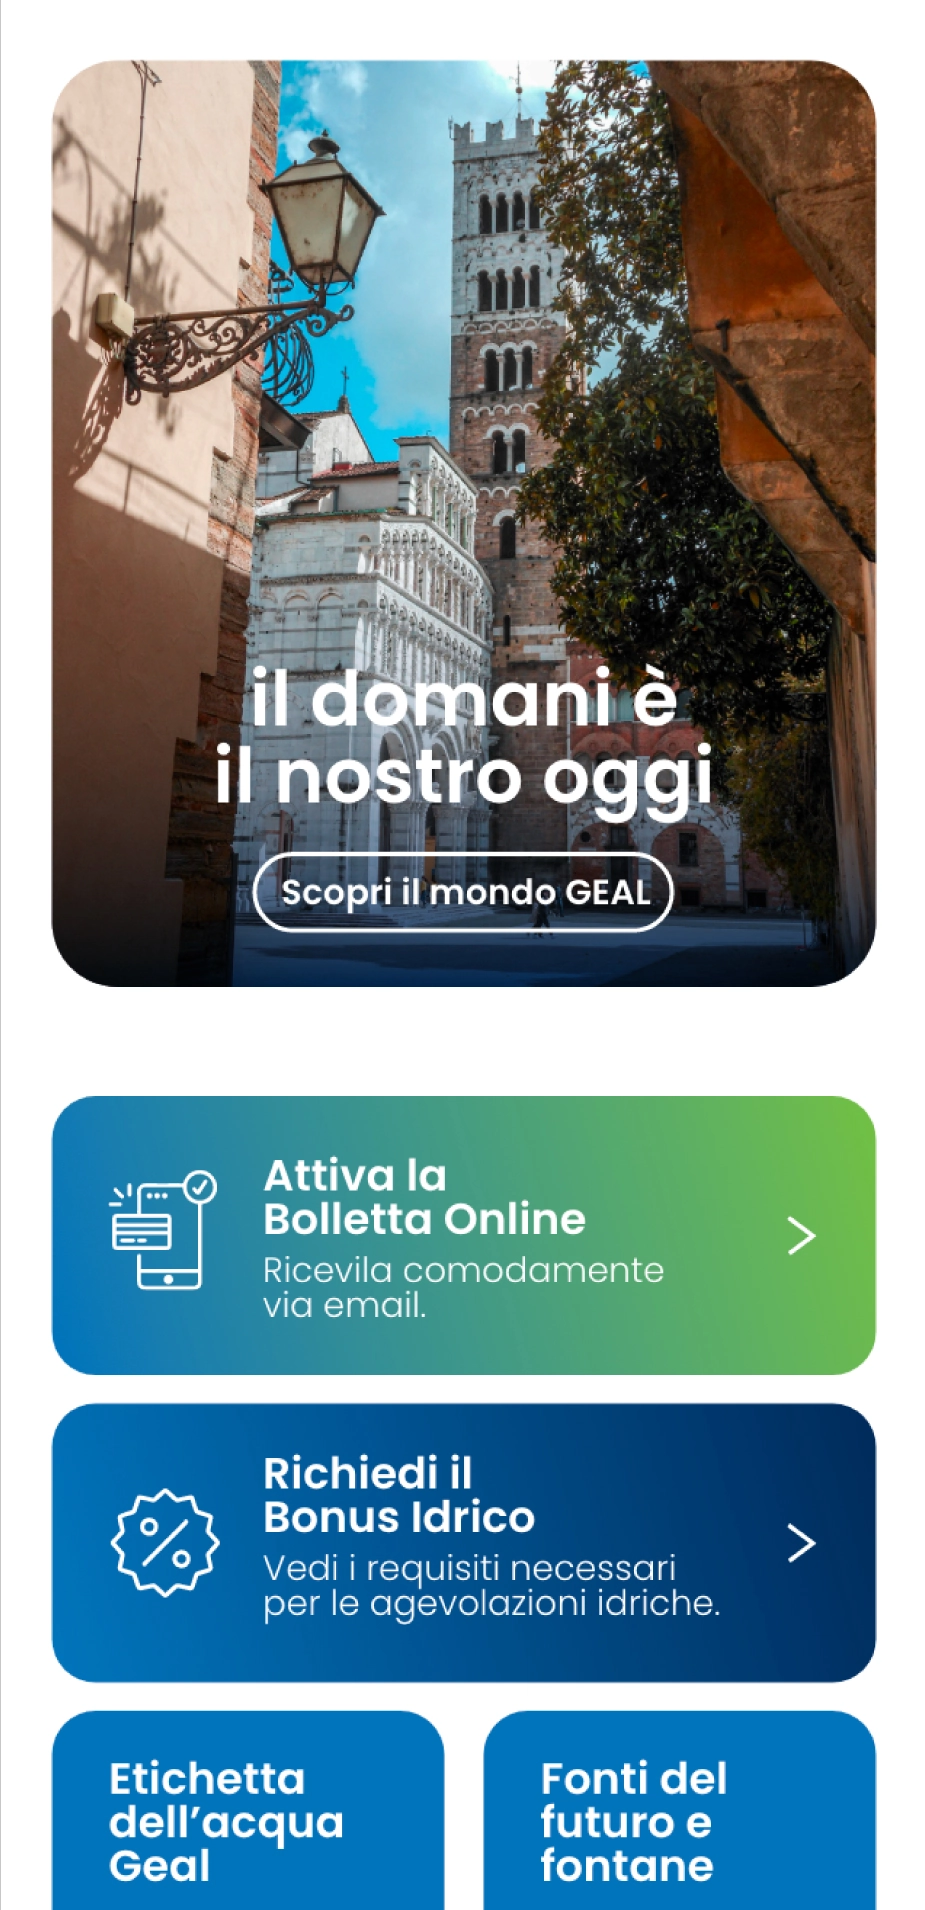 il domani è
il nostro oggi
Scopri il mondo GEAL
Attiva la
Bolletta Online
Ricevila comodamente
via email.
Richiedi il
Bonus Idrico
Vedi i requisiti necessari
per le agevolazioni idriche.
Etichetta
dell’acqua
Geal
Fonti del
futuro e
fontane